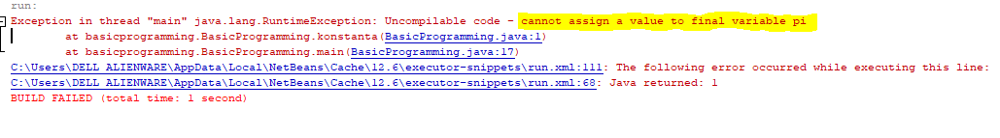 run:
Exception in thread "main" java.lang.RuntimeException: Uncompilable code - cannot assign a value to final variable pi
at basicprogramming.BasicProgramming.konstanta(BasicProgramming.java:1)
at basicprogramming.BasicProgramming.main(BasicProgramming.java:17)
C:\Users\DELL ALIENWARE\AppData\Local\NetBeans\Cache\12.6\executor-snippets\run.xml:111: The following error occurred while executing this line:
C:\Users\DELL ALIENWARE\AppData\Local\NetBeans\Cache\12.6\executor-snippets\run.xml:68: Java returned: 1
BUILD FAILED (total time: 1 second)